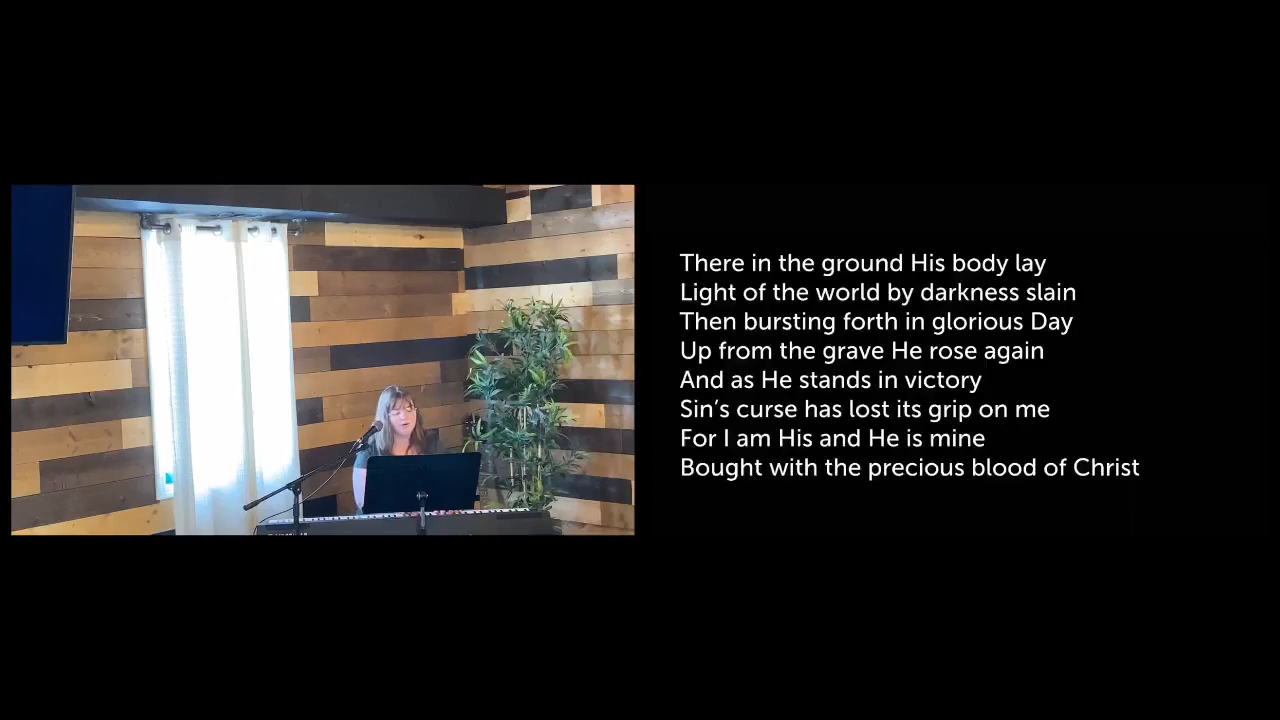 There in the ground His body lay
Light of the world by darkness slain
Then bursting forth in glorious Day
Up from the grave He rose again
And as He stands in victory
Sin's curse has lost its grip on me
For I am His and He is mine
Bought with the precious blood of Christ